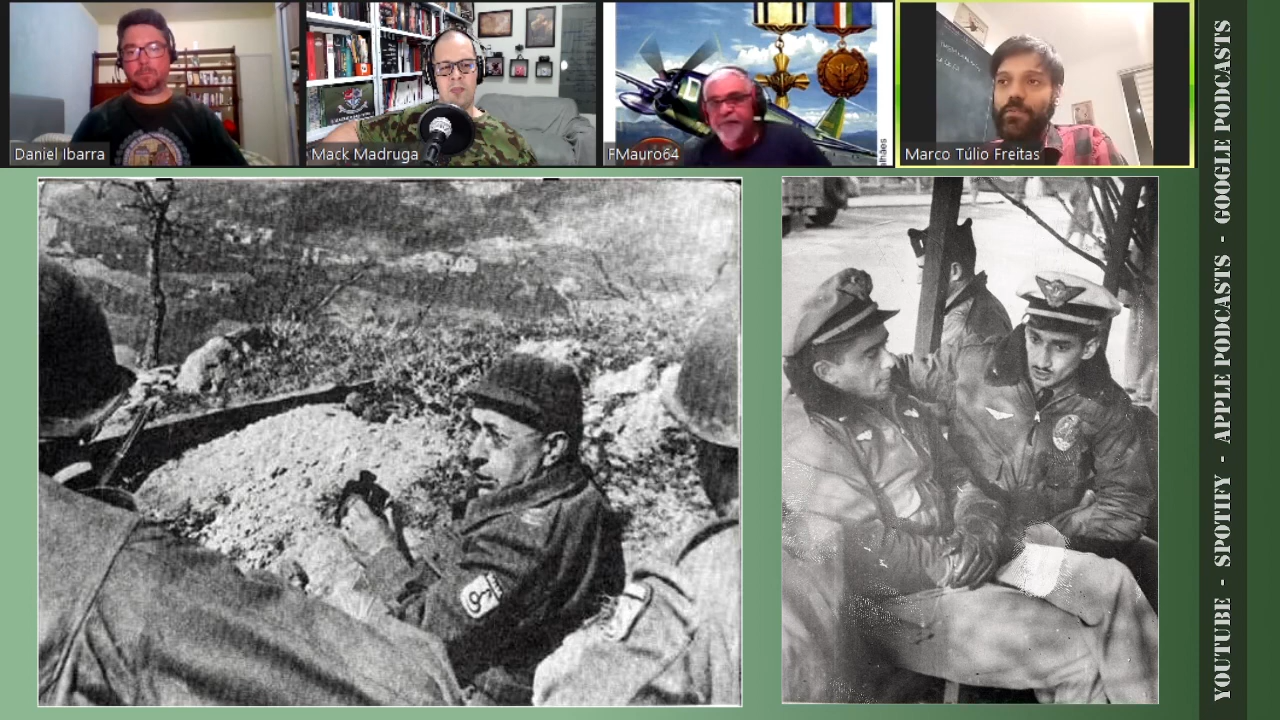 Daniel Ibarra
Mack Madruga
FMauro64
Marco Túlio Freitas
YOUTUBE - SPOTIFY - APPLE PODCASTS - GOOGLE PODCASTS